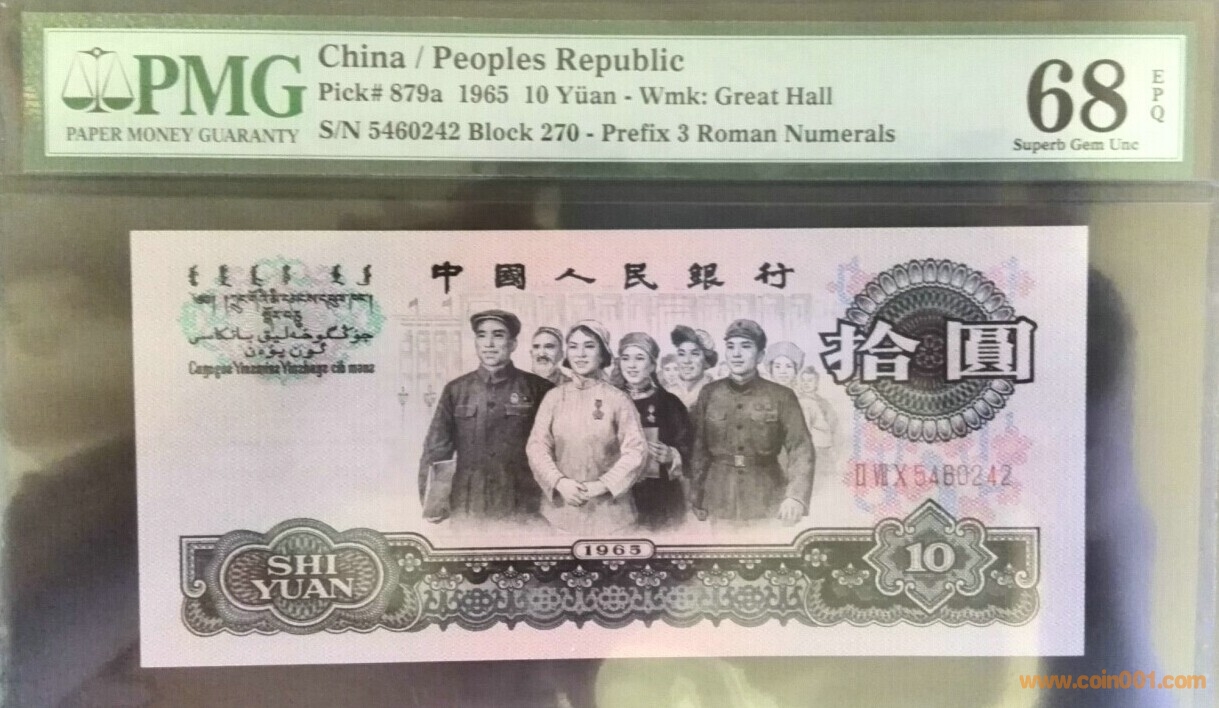 PMG
PAPER MONEY GUARANTY
China / Peoples Republic
Pick# 879a 1965 10 Yüan - Wmk: Great Hall
S/N 5460242 Block 270 - Prefix 3 Roman Numerals
68
EPQ
Superb Gem Unc
中國人民銀行
拾圓
II VII X 5460242
1965
SHI
YUAN
10
www.coin001.com